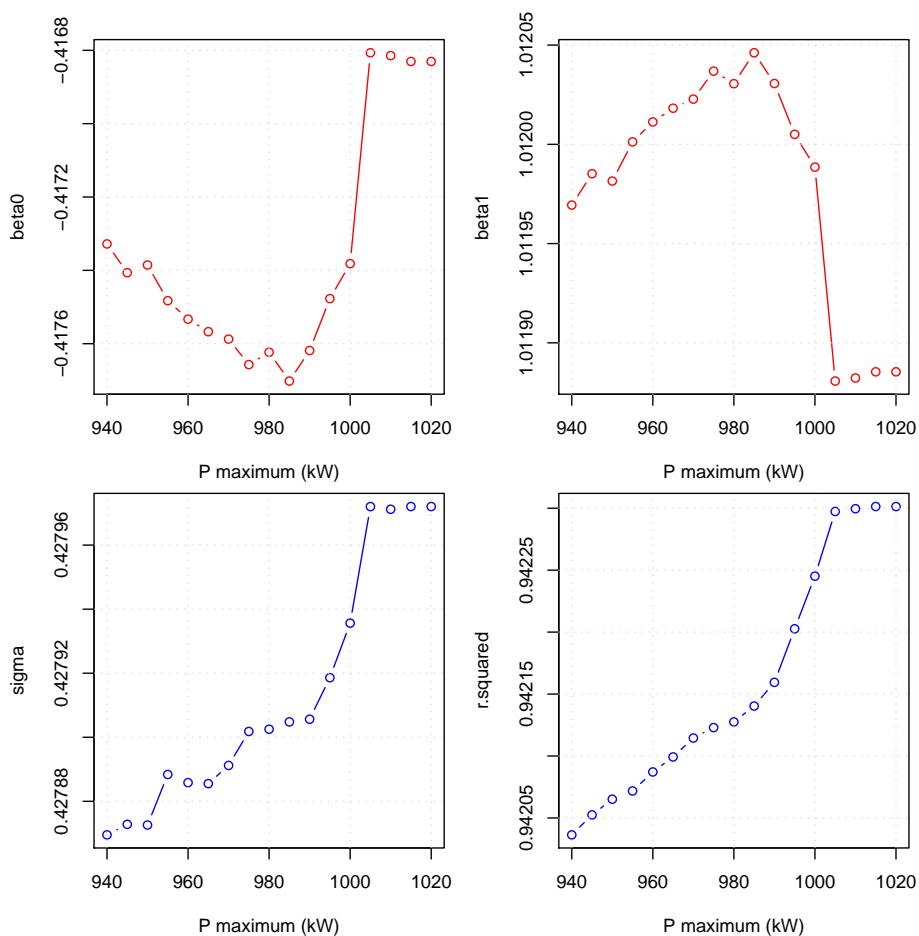 −0.4168
−0.4172
−0.4176
beta0
940 960 980 1000 1020
P maximum (kW)
1.01205
1.01200
1.01195
1.01190
beta1
940 960 980 1000 1020
P maximum (kW)
0.42796
0.42792
0.42788
sigma
940 960 980 1000 1020
P maximum (kW)
0.94225
0.94215
0.94205
r.squared
940 960 980 1000 1020
P maximum (kW)